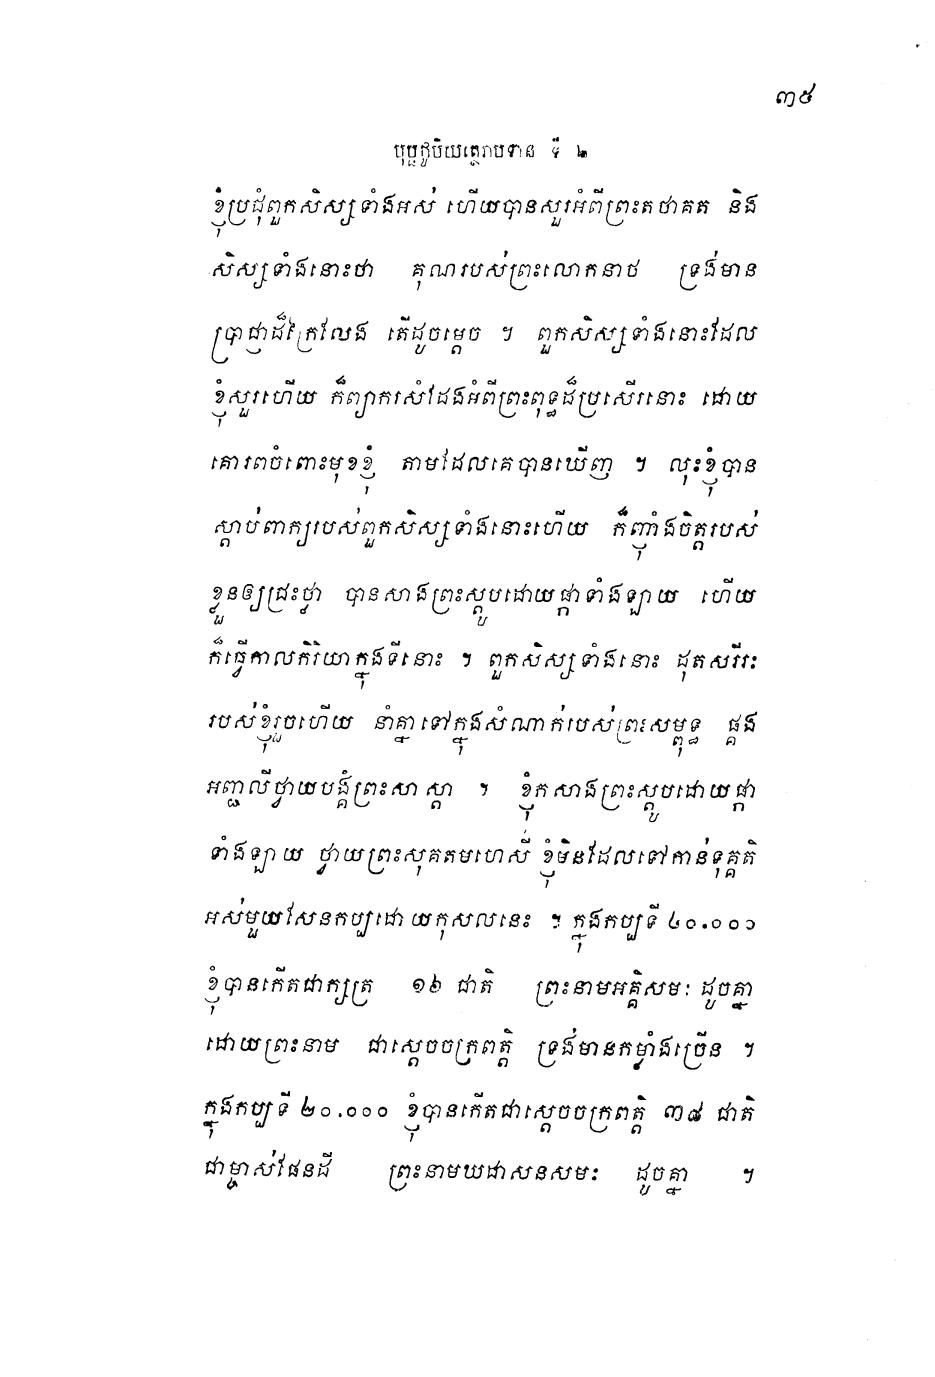 ៣៥
បុប្ផថូបិយត្ថេរាបទាន ទី ២
ខ្ញុំប្រជុំពួកសិស្សទាំងអស់ ហើយបានសួរអំពីព្រះតថាគត និង
សិស្សទាំងនោះថា គុណរបស់ព្រះលោកនាថ ទ្រង់មាន
ប្រាជ្ញាដ៏ក្រៃលែង តើដូចម្តេច ។ ពួកសិស្សទាំងនោះដែល
ខ្ញុំសួរហើយ ក៏ព្យាករសំដែងអំពីព្រះពុទ្ធដ៏ប្រសើរនោះ ដោយ
គោរពចំពោះមុខខ្ញុំ តាមដែលគេបានឃើញ ។ លុះខ្ញុំបាន
ស្តាប់ពាក្យរបស់ពួកសិស្សទាំងនោះហើយ ក៏ញ៉ាំងចិត្តរបស់
ខ្លួនឲ្យជ្រះថ្លា បានសាងព្រះស្តូបដោយផ្កាទាំងឡាយ ហើយ
ក៏ធ្វើកាលកិរិយាក្នុងទីនោះ ។ ពួកសិស្សទាំងនោះ ដុតសរីរៈ
របស់ខ្ញុំរួចហើយ នាំគ្នាទៅក្នុងសំណាក់របស់ព្រះសម្ពុទ្ធ ផ្គង
អញ្ជលីថ្វាយបង្គំព្រះសាស្តា ។ ខ្ញុំកសាងព្រះស្តូបដោយផ្កា
ទាំងឡាយ ថ្វាយព្រះសុគតមហេសី ខ្ញុំមិនដែលទៅកាន់ទុគ្គតិ
អស់មួយសែនកប្បដោយកុសលនេះ ។ ក្នុងកប្បទី ៤០.០០១
ខ្ញុំបានកើតជាក្សត្រ ១៦ ជាតិ ព្រះនាមអគ្គិសមៈ ដូចគ្នា
ដោយព្រះនាម ជាស្តេចចក្រពត្តិ ទ្រង់មានកម្លាំងច្រើន ។
ក្នុងកប្បទី ២០.០០០ ខ្ញុំបានកើតជាស្តេចចក្រពត្តិ ៣៨ ជាតិ
ជាម្ចាស់ផែនដី ព្រះនាមឃដាសនសមៈ ដូចគ្នា ។